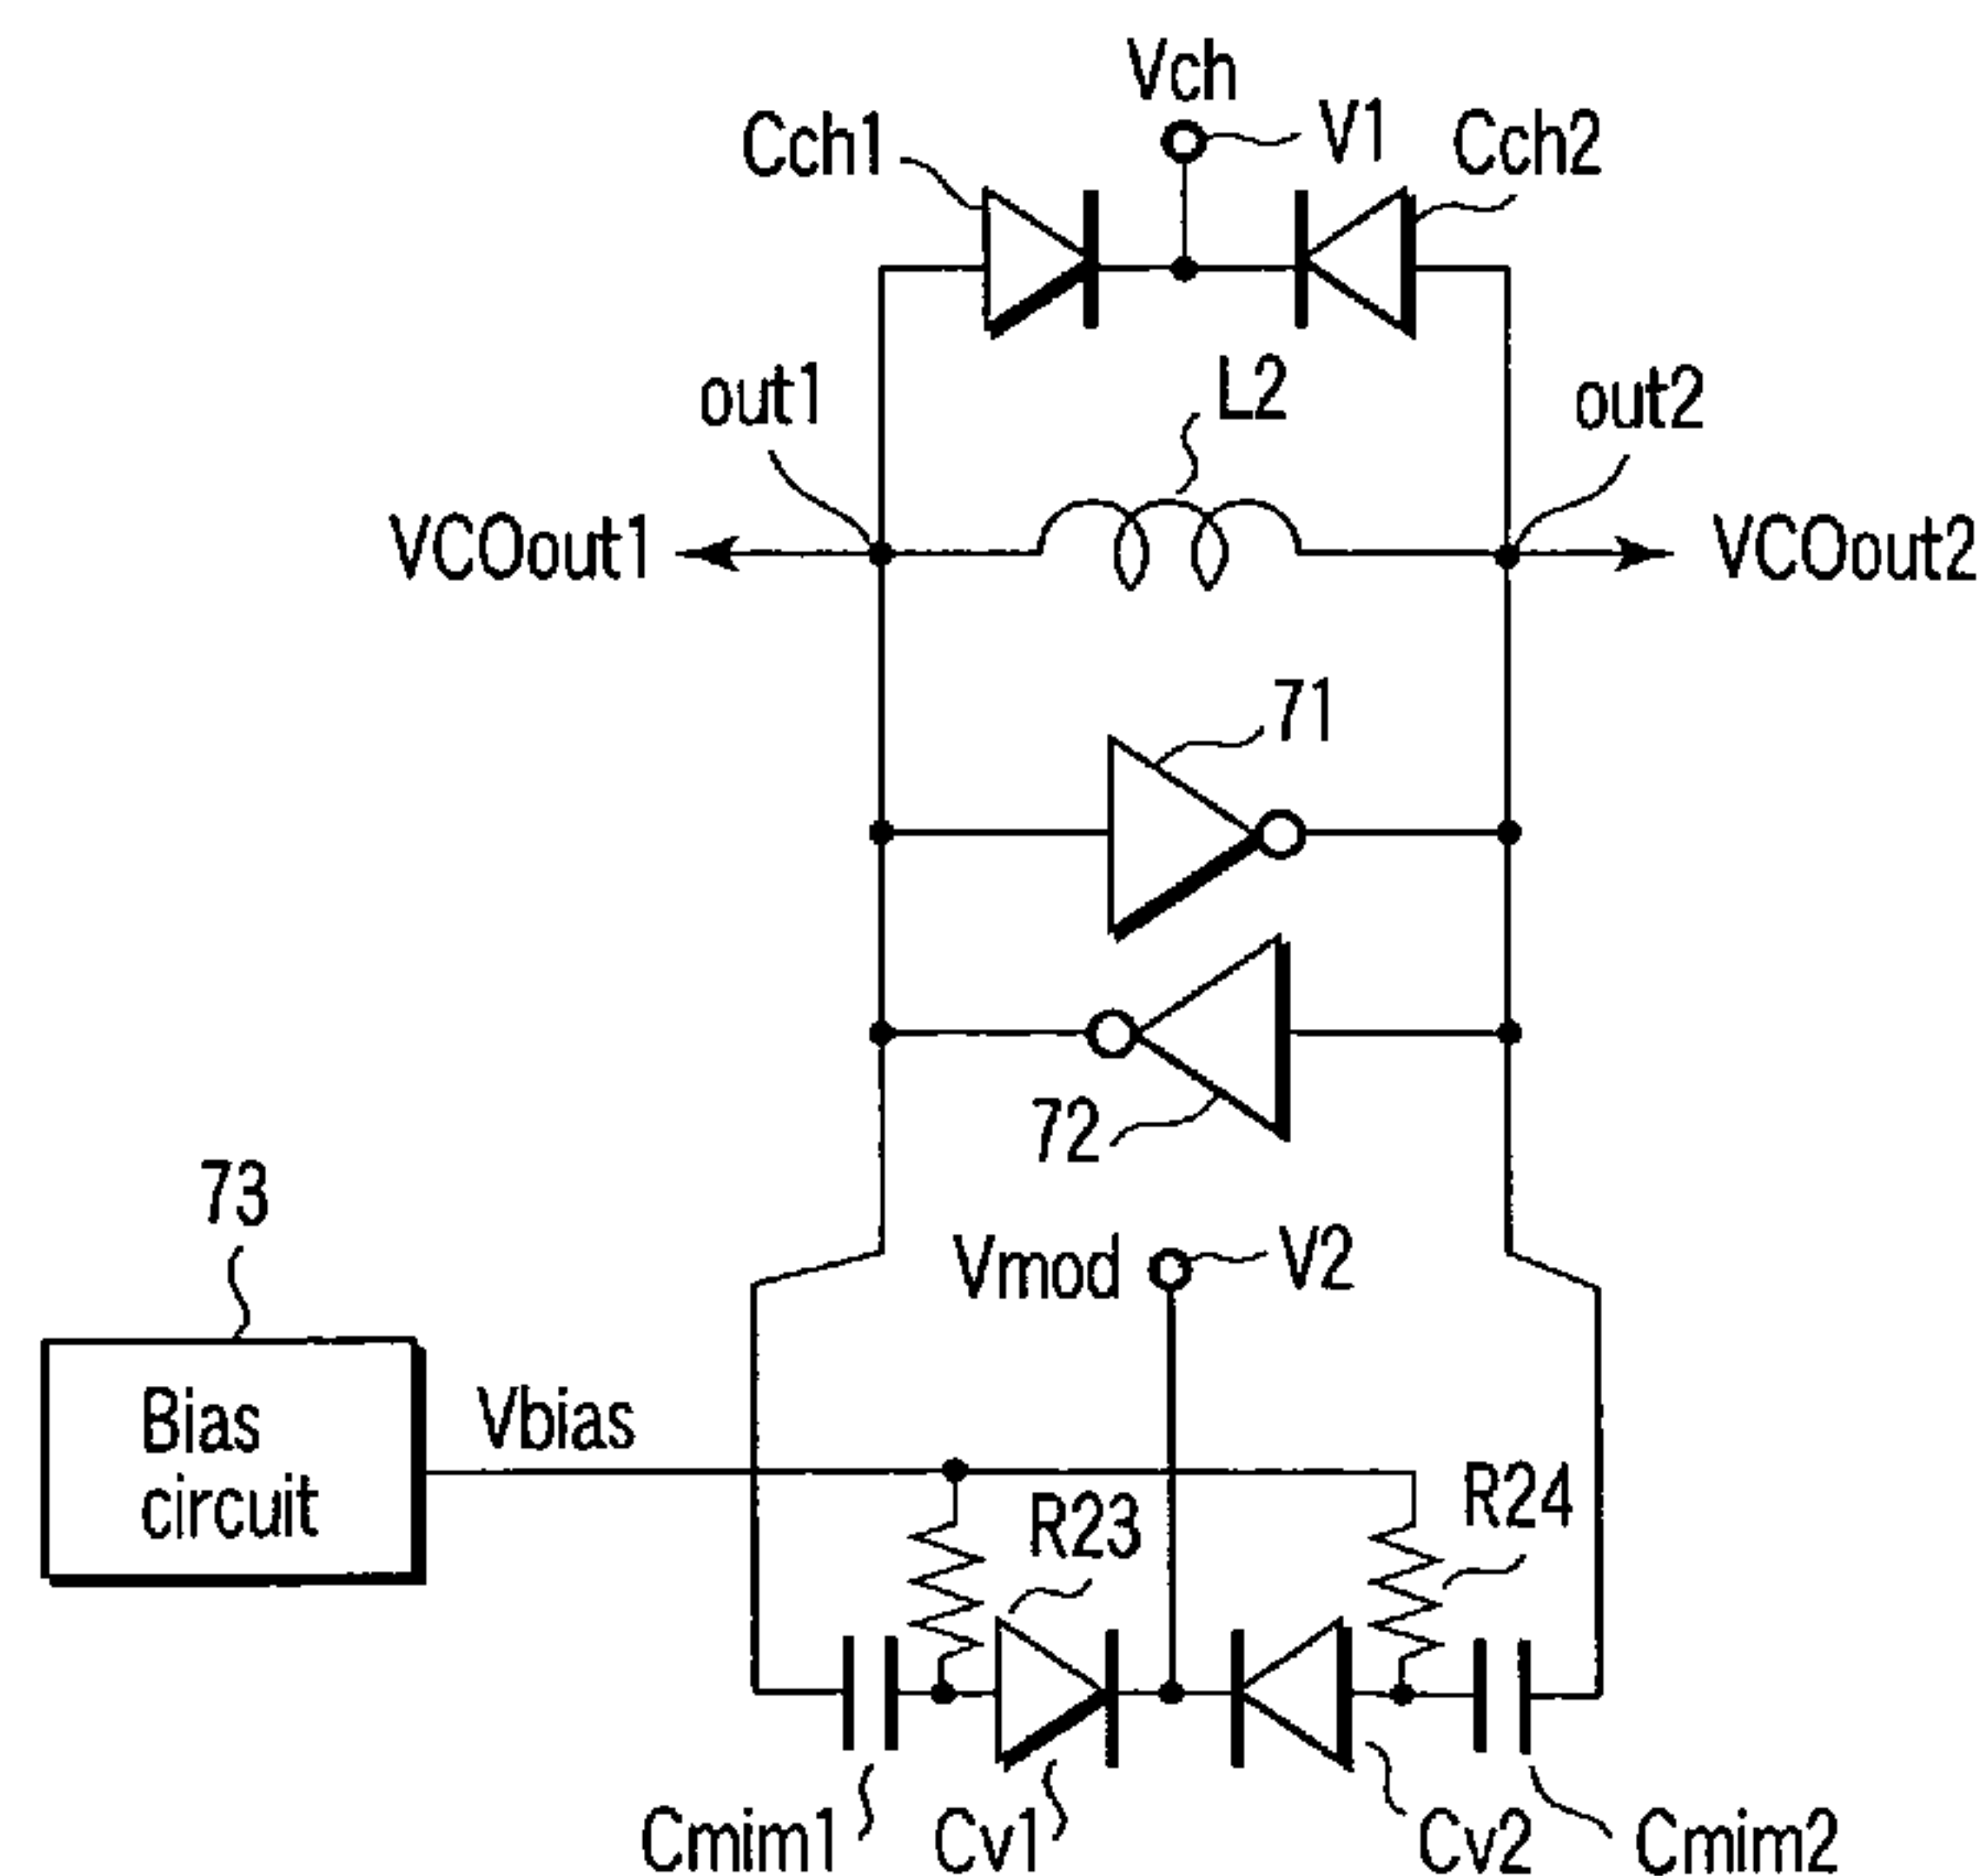 Vch
V1
Cch1
Cch2
L2
out1
out2
VCOout1
VCOout2
71
72
73
Vmod
V2
Bias
circuit
Vbias
R23
R24
Cmim1
Cv1
Cv2
Cmim2